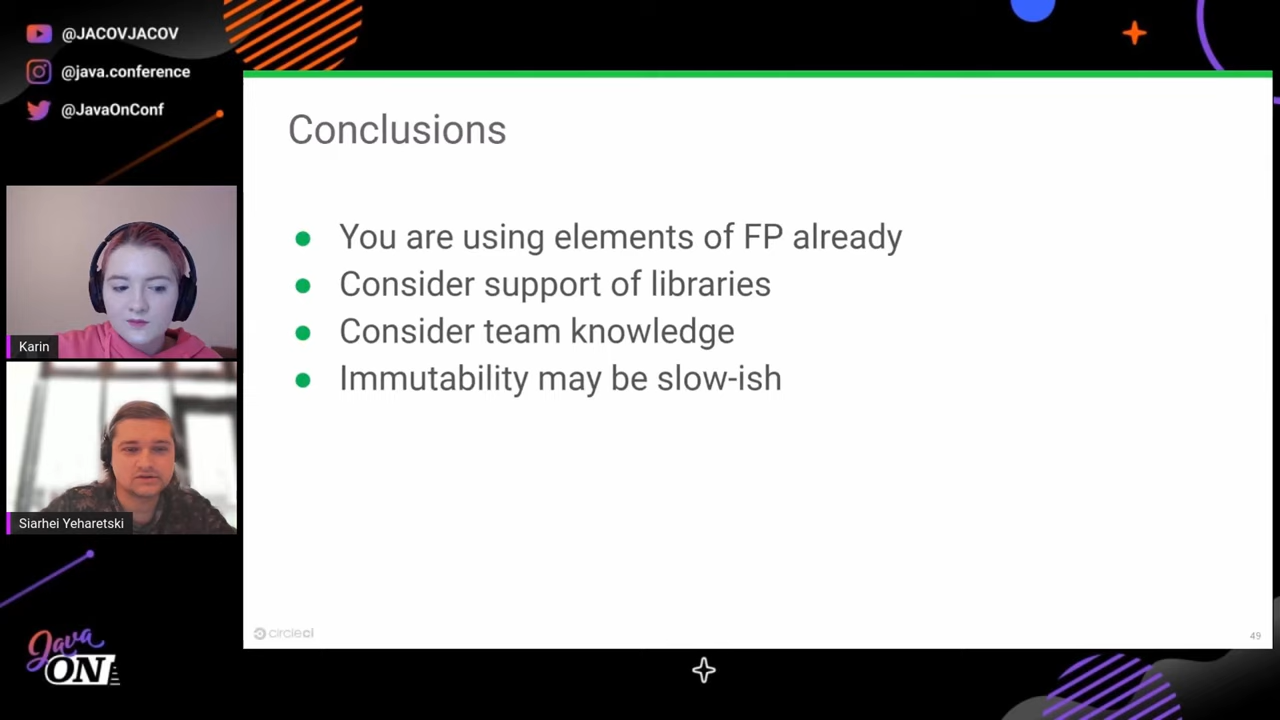 @JACOVJACOV
@java.conference
@JavaOnConf
Karin
Siarhei Yeharetski
Java
ON
Conclusions
● You are using elements of FP already
● Consider support of libraries
● Consider team knowledge
● Immutability may be slow-ish
circleci
49